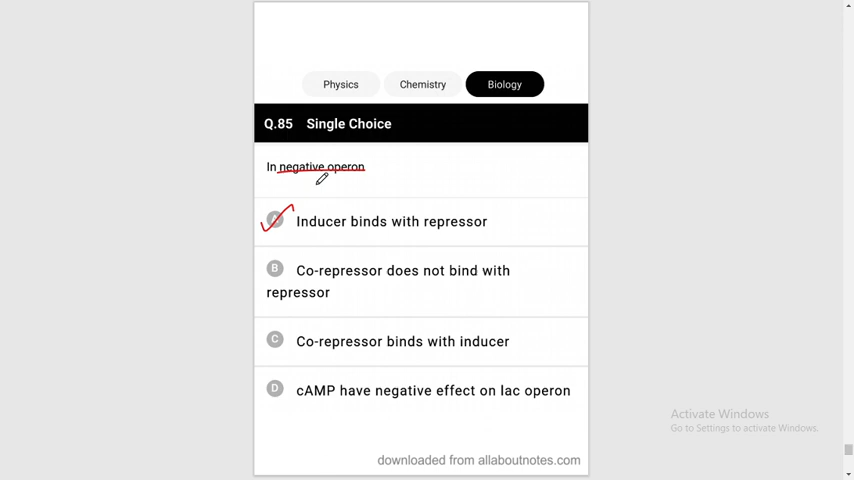 Physics Chemistry Biology
Q.85 Single Choice
In negative operon
A Inducer binds with repressor
B Co-repressor does not bind with
repressor
C Co-repressor binds with inducer
D cAMP have negative effect on lac operon
Activate Windows
Go to Settings to activate Windows.
downloaded from allaboutnotes.com